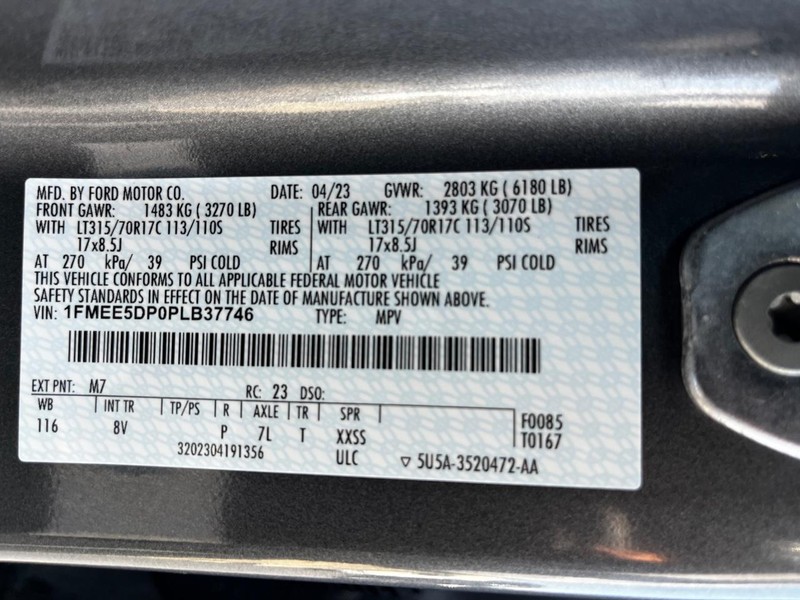 MFD. BY FORD MOTOR CO. DATE: 04/23 GVWR: 2803 KG ( 6180 LB)
FRONT GAWR: 1483 KG ( 3270 LB) REAR GAWR: 1393 KG ( 3070 LB)
WITH LT315/70R17C 113/110S TIRES WITH LT315/70R17C 113/110S TIRES
17x8.5J RIMS 17x8.5J RIMS
AT 270 kPa/ 39 PSI COLD AT 270 kPa/ 39 PSI COLD
THIS VEHICLE CONFORMS TO ALL APPLICABLE FEDERAL MOTOR VEHICLE
SAFETY STANDARDS IN EFFECT ON THE DATE OF MANUFACTURE SHOWN ABOVE.
VIN: 1FMEE5DP0PLB37746 TYPE: MPV
EXT PNT: M7 RC: 23 DSO:
WB INT TR TP/PS R AXLE TR SPR F0085
116 8V P 7L T XXSS T0167
3202304191356 ULC ▽ 5U5A-3520472-AA